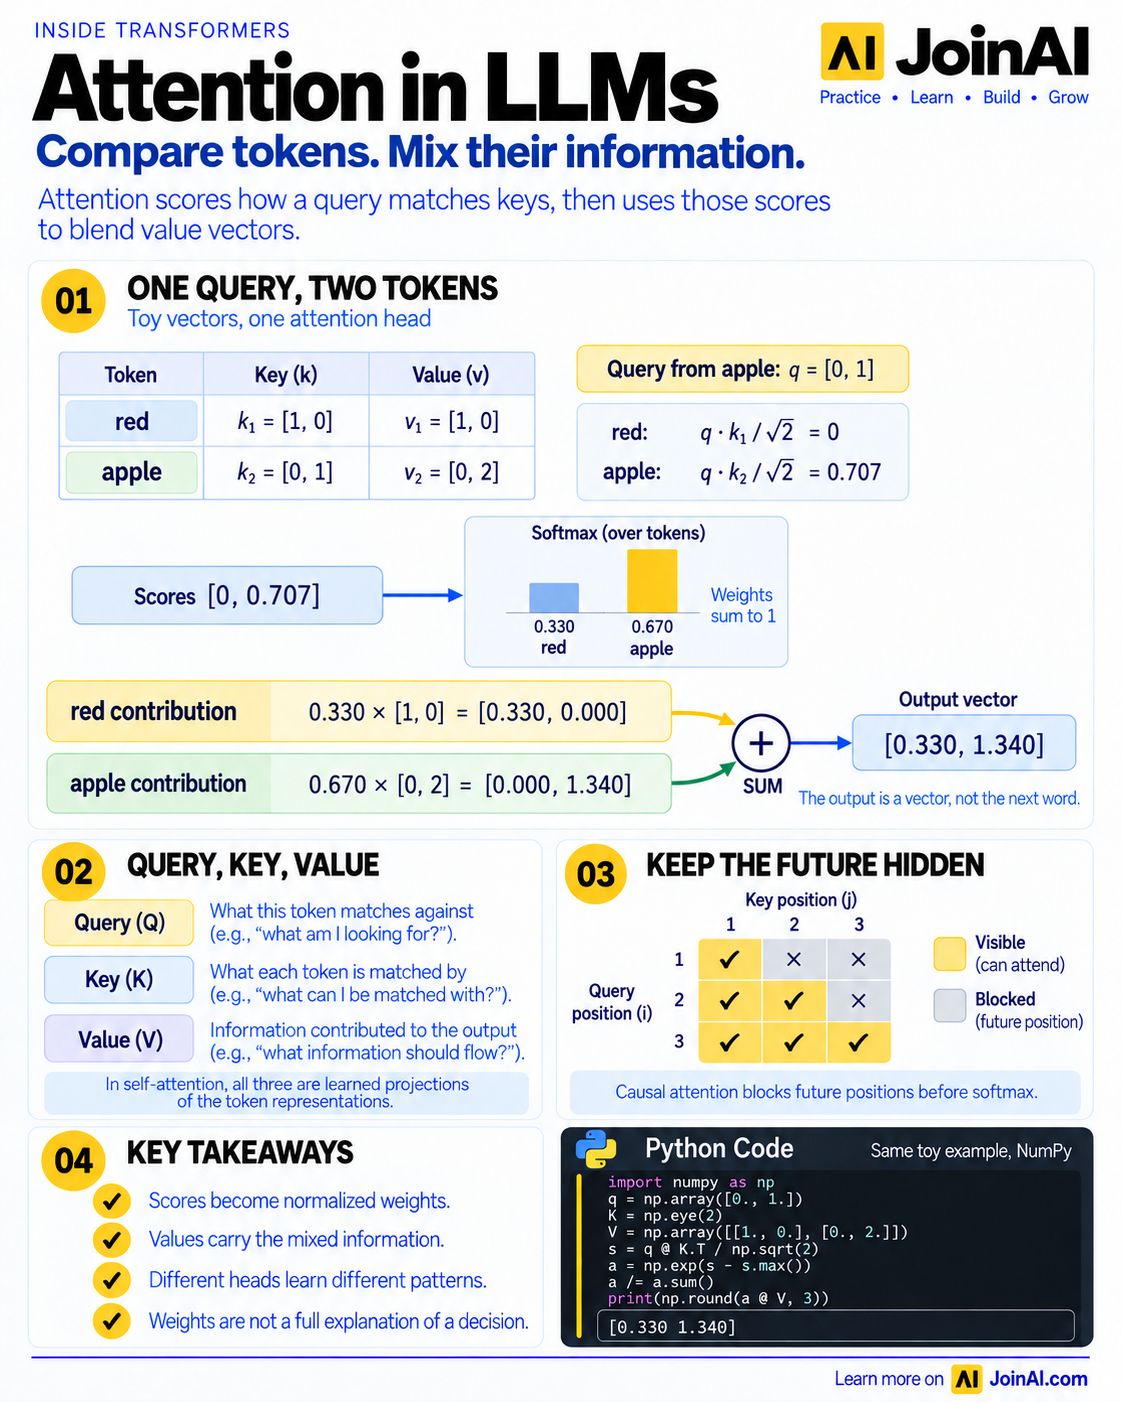 INSIDE TRANSFORMERS
Attention in LLMs
AI JoinAI
Practice • Learn • Build • Grow
Compare tokens. Mix their information.
Attention scores how a query matches keys, then uses those scores
to blend value vectors.
01 ONE QUERY, TWO TOKENS
Toy vectors, one attention head
Token Key (k) Value (v)
red k₁ = [1, 0] v₁ = [1, 0]
apple k₂ = [0, 1] v₂ = [0, 2]
Query from apple: q = [0, 1]
red: q · k₁ / √2 = 0
apple: q · k₂ / √2 = 0.707
Scores [0, 0.707]
Softmax (over tokens)
0.330 0.670
red apple
Weights
sum to 1
red contribution 0.330 × [1, 0] = [0.330, 0.000]
apple contribution 0.670 × [0, 2] = [0.000, 1.340]
+
SUM
Output vector
[0.330, 1.340]
The output is a vector, not the next word.
02 QUERY, KEY, VALUE
Query (Q)
What this token matches against
(e.g., “what am I looking for?”).
Key (K)
What each token is matched by
(e.g., “what can I be matched with?”).
Value (V)
Information contributed to the output
(e.g., “what information should flow?”).
In self-attention, all three are learned projections
of the token representations.
03 KEEP THE FUTURE HIDDEN
Key position (j)
1 2 3
Query
position (i)
1 ✓ × ×
2 ✓ ✓ ×
3 ✓ ✓ ✓
Visible
(can attend)
Blocked
(future position)
Causal attention blocks future positions before softmax.
04 KEY TAKEAWAYS
✓ Scores become normalized weights.
✓ Values carry the mixed information.
✓ Different heads learn different patterns.
✓ Weights are not a full explanation of a decision.
Python Code
Same toy example, NumPy
import numpy as np
q = np.array([0., 1.])
K = np.eye(2)
V = np.array([[1., 0.], [0., 2.]])
s = q @ K.T / np.sqrt(2)
a = np.exp(s - s.max())
a /= a.sum()
print(np.round(a @ V, 3))
[0.330 1.340]
Learn more on AI JoinAI.com